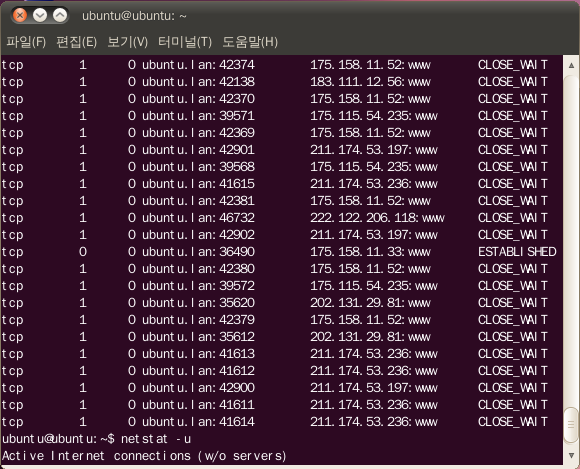 ubuntu@ubuntu: ~
파일(F) 편집(E) 보기(V) 터미널(T) 도움말(H)
tcp 1 0 ubuntu.lan:42374 175.158.11.52:www CLOSE_WAIT
tcp 1 0 ubuntu.lan:42138 183.111.12.56:www CLOSE_WAIT
tcp 1 0 ubuntu.lan:42370 175.158.11.52:www CLOSE_WAIT
tcp 1 0 ubuntu.lan:39571 175.115.54.235:www CLOSE_WAIT
tcp 1 0 ubuntu.lan:42369 175.158.11.52:www CLOSE_WAIT
tcp 1 0 ubuntu.lan:42901 211.174.53.197:www CLOSE_WAIT
tcp 1 0 ubuntu.lan:39568 175.115.54.235:www CLOSE_WAIT
tcp 1 0 ubuntu.lan:41615 211.174.53.236:www CLOSE_WAIT
tcp 1 0 ubuntu.lan:42381 175.158.11.52:www CLOSE_WAIT
tcp 1 0 ubuntu.lan:46732 222.122.206.118:www CLOSE_WAIT
tcp 1 0 ubuntu.lan:42902 211.174.53.197:www CLOSE_WAIT
tcp 0 0 ubuntu.lan:36490 175.158.11.33:www ESTABLISHED
tcp 1 0 ubuntu.lan:42380 175.158.11.52:www CLOSE_WAIT
tcp 1 0 ubuntu.lan:39572 175.115.54.235:www CLOSE_WAIT
tcp 1 0 ubuntu.lan:35620 202.131.29.81:www CLOSE_WAIT
tcp 1 0 ubuntu.lan:42379 175.158.11.52:www CLOSE_WAIT
tcp 1 0 ubuntu.lan:35612 202.131.29.81:www CLOSE_WAIT
tcp 1 0 ubuntu.lan:41613 211.174.53.236:www CLOSE_WAIT
tcp 1 0 ubuntu.lan:41612 211.174.53.236:www CLOSE_WAIT
tcp 1 0 ubuntu.lan:42900 211.174.53.197:www CLOSE_WAIT
tcp 1 0 ubuntu.lan:41611 211.174.53.236:www CLOSE_WAIT
tcp 1 0 ubuntu.lan:41614 211.174.53.236:www CLOSE_WAIT
ubuntu@ubuntu:~$ netstat -u
Active Internet connections (w/o servers)